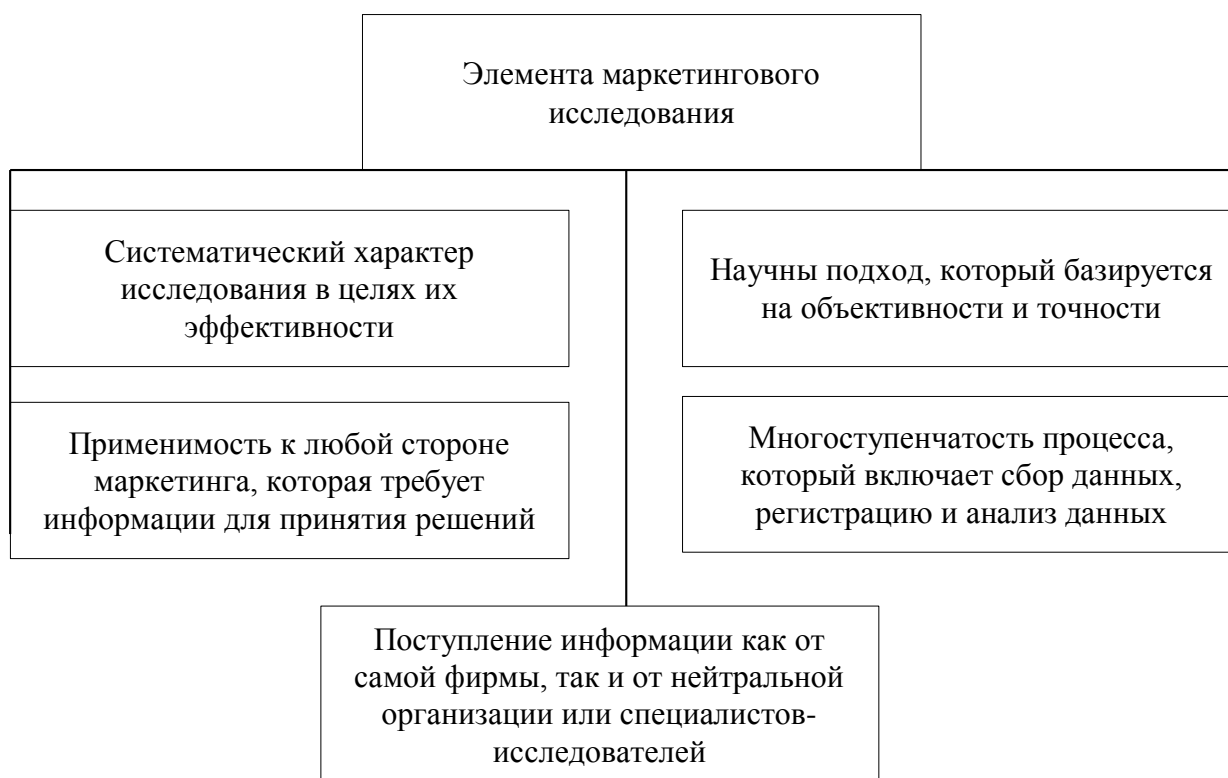 Элемента маркетингового
исследования
Систематический характер
исследования в целях их
эффективности
Научны подход, который базируется
на объективности и точности
Применимость к любой стороне
маркетинга, которая требует
информации для принятия решений
Многоступенчатость процесса,
который включает сбор данных,
регистрацию и анализ данных
Поступление информации как от
самой фирмы, так и от нейтральной
организации или специалистов-
исследователей